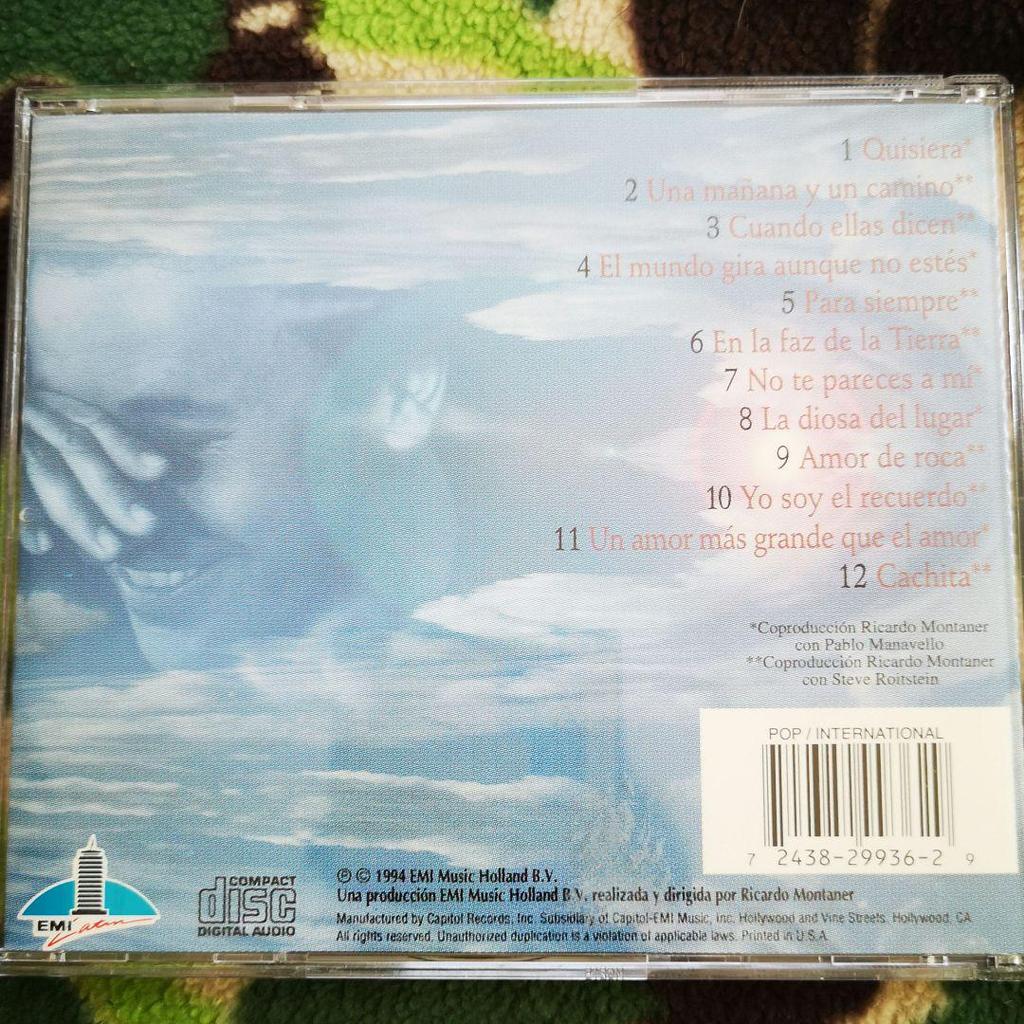 1 Quisiera*
2 Una mañana y un camino**
3 Cuando ellas dicen**
4 El mundo gira aunque no estés*
5 Para siempre**
6 En la faz de la Tierra**
7 No te pareces a mí*
8 La diosa del lugar*
9 Amor de roca**
10 Yo soy el recuerdo**
11 Un amor más grande que el amor*
12 Cachita**
*Coproducción Ricardo Montaner
con Pablo Manavello
**Coproducción Ricardo Montaner
con Steve Roitstein
POP / INTERNATIONAL
7 2438-29936-2 9
EMI Latin
COMPACT
disc
DIGITAL AUDIO
℗ © 1994 EMI Music Holland B.V.
Una producción EMI Music Holland B.V. realizada y dirigida por Ricardo Montaner
Manufactured by Capitol Records, Inc. Subsidiary of Capitol-EMI Music, Inc. Hollywood and Vine Streets, Hollywood, CA
All rights reserved. Unauthorized duplication is a violation of applicable laws. Printed in U.S.A.